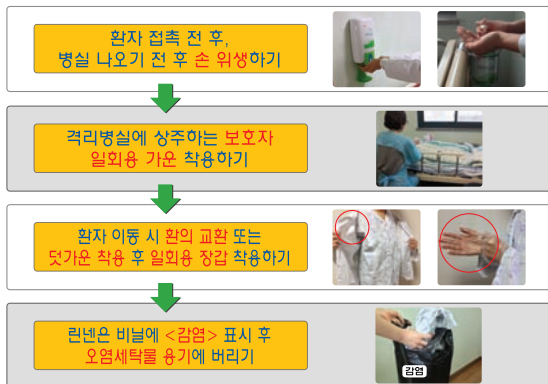 환자 접촉 전 후,
병실 나오기 전 후 손 위생하기
격리병실에 상주하는 보호자
일회용 가운 착용하기
환자 이동 시 환의 교환 또는
덧가운 착용 후 일회용 장갑 착용하기
린넨은 비닐에 <감염> 표시 후
오염세탁물 용기에 버리기
감염